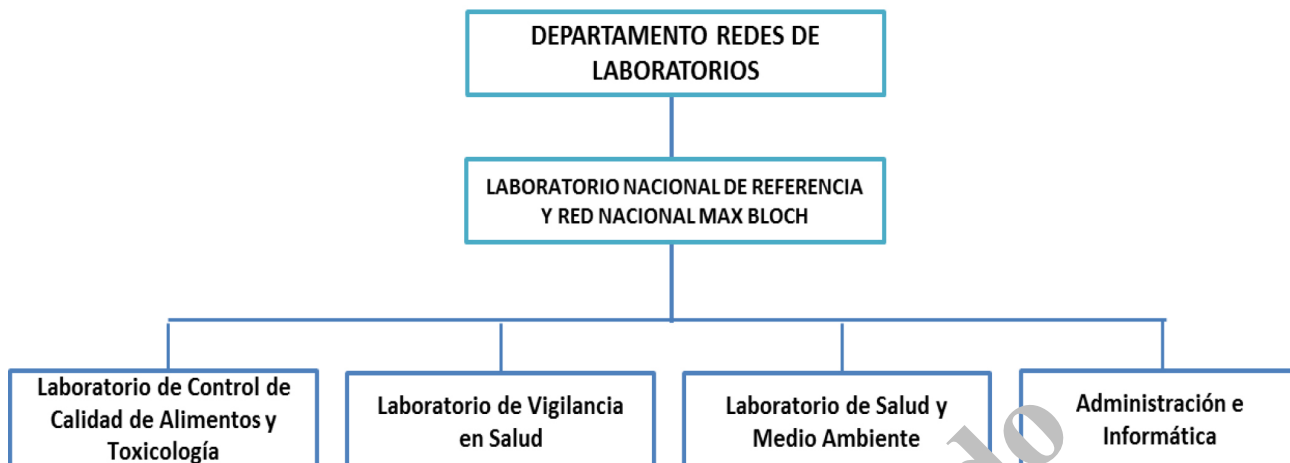 DEPARTAMENTO REDES DE
LABORATORIOS
LABORATORIO NACIONAL DE REFERENCIA
Y RED NACIONAL MAX BLOCH
Laboratorio de Control de
Calidad de Alimentos y
Toxicología
Laboratorio de Vigilancia
en Salud
Laboratorio de Salud y
Medio Ambiente
Administración e
Informática